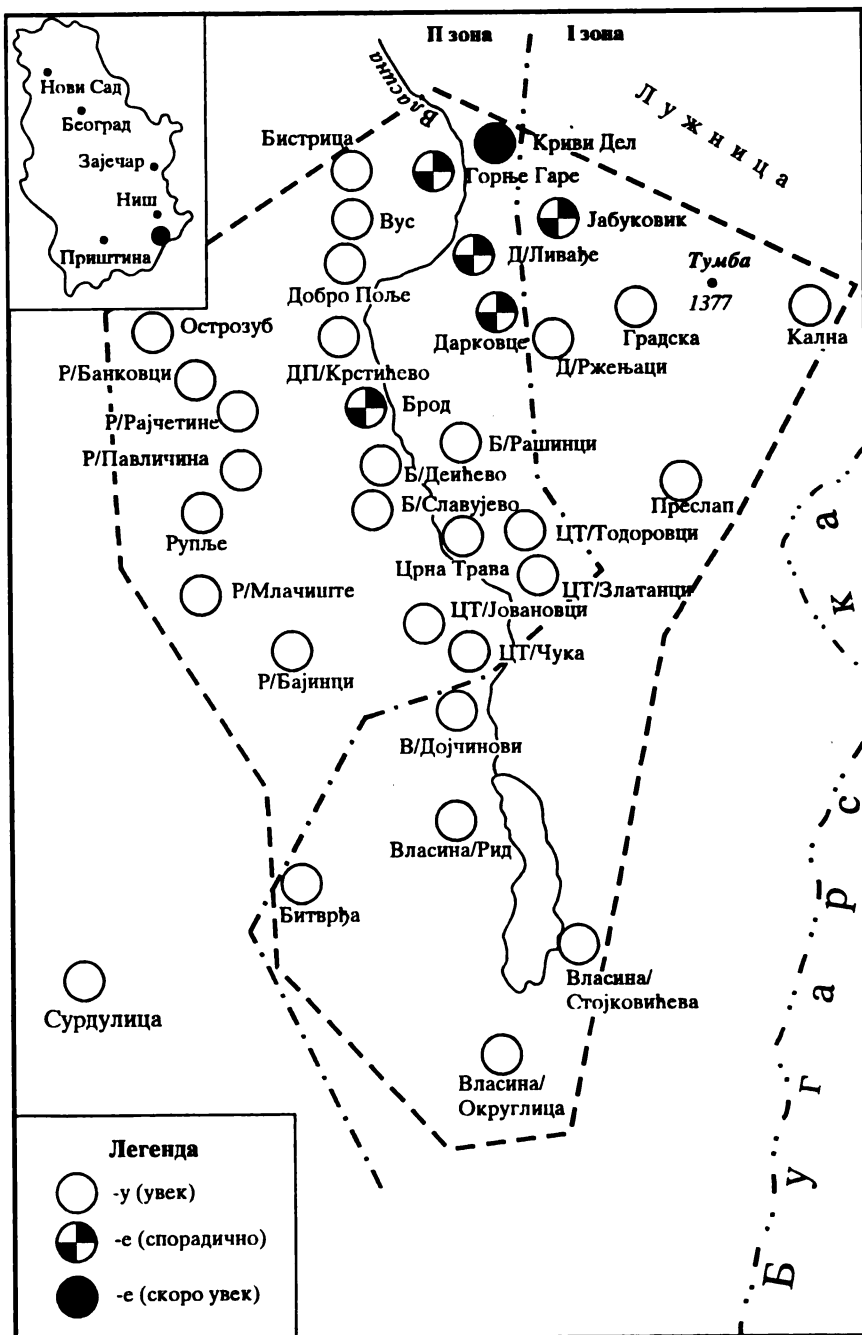 Нови Сад
Београд
Зајечар
Ниш
Приштина
II зона
I зона
Власина
Лужница
Бистрица
Криви Дел
Горње Гаре
Вус
Јабуковик
Д/Ливађе
Тумба
1377
Добро Поље
Острозуб
Дарковце
Градска
Кална
ДП/Крстићево
Д/Ржењаци
Р/Банковци
Р/Рајчетине
Брод
Б/Рашинци
Р/Павличина
Б/Деићево
Преслап
Б/Славујево
Рупље
ЦТ/Тодоровци
Црна Трава
Р/Млачиште
ЦТ/Златанци
ЦТ/Јовановци
ЦТ/Чука
Р/Бајинци
В/Дојчинови
Власина/Рид
Битврђа
Власина/
Стојковићева
Сурдулица
Власина/
Округлица
Бугарска
Легенда
-у (увек)
-е (спорадично)
-е (скоро увек)